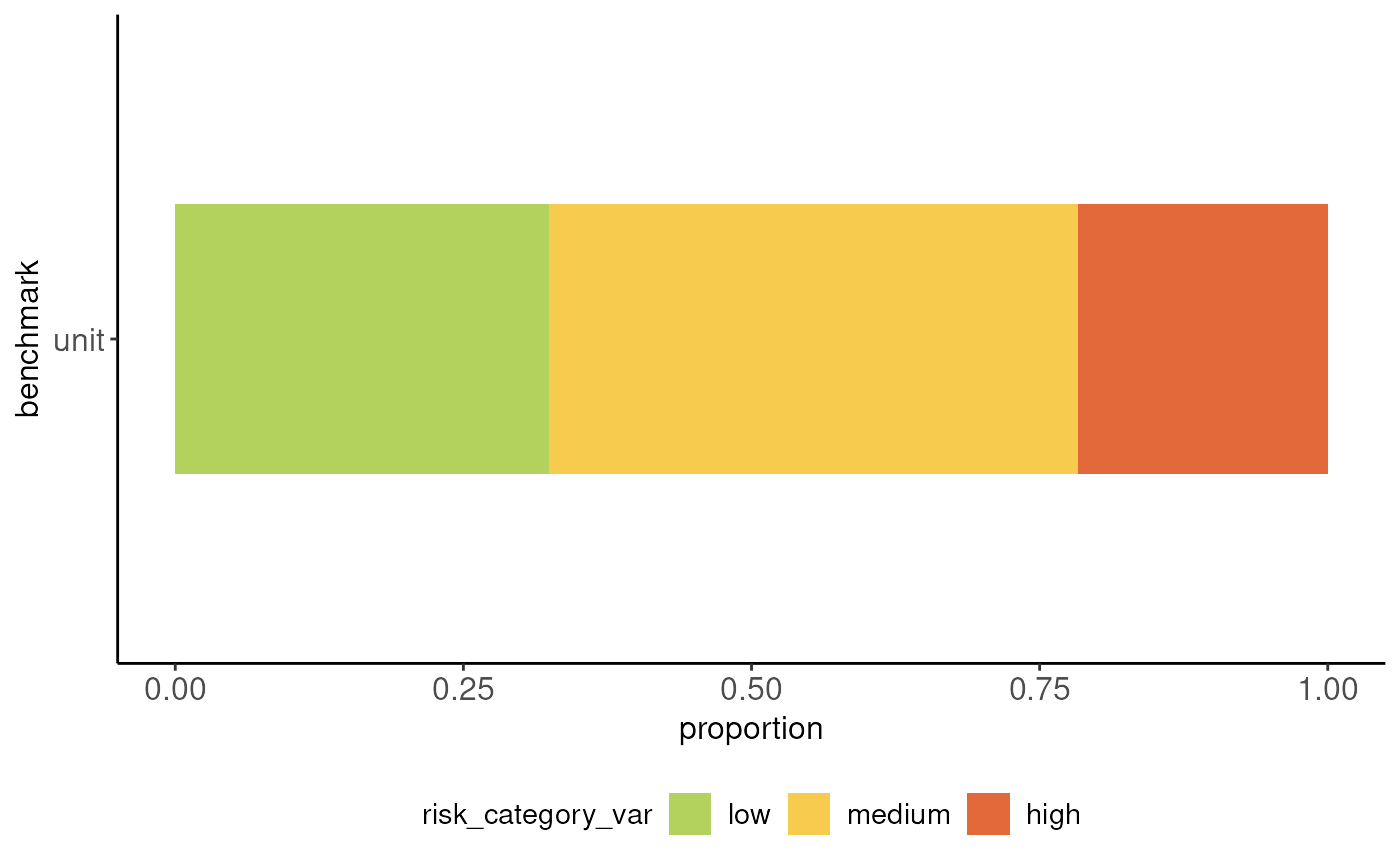 benchmark
unit
0.00 0.25 0.50 0.75 1.00
proportion
risk_category_var low medium high